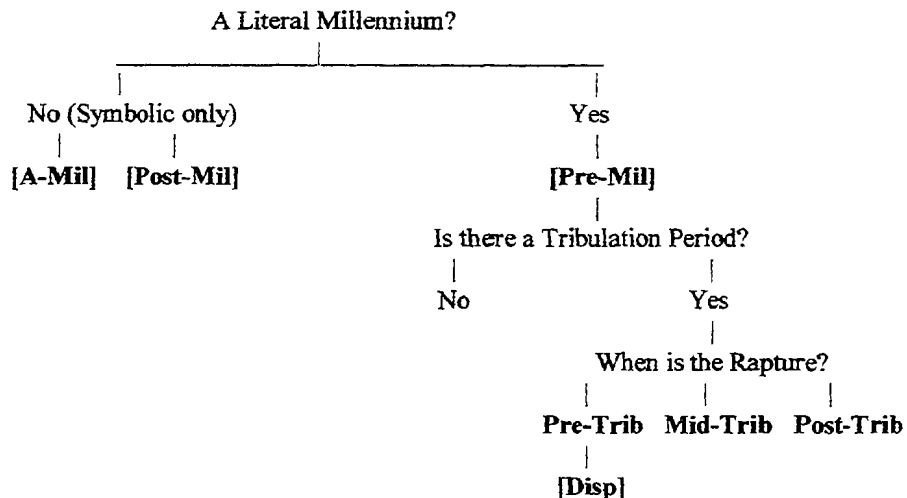 A Literal Millennium?
No (Symbolic only) Yes
[A-Mil] [Post-Mil] [Pre-Mil]
Is there a Tribulation Period?
No Yes
When is the Rapture?
Pre-Trib Mid-Trib Post-Trib
[Disp]